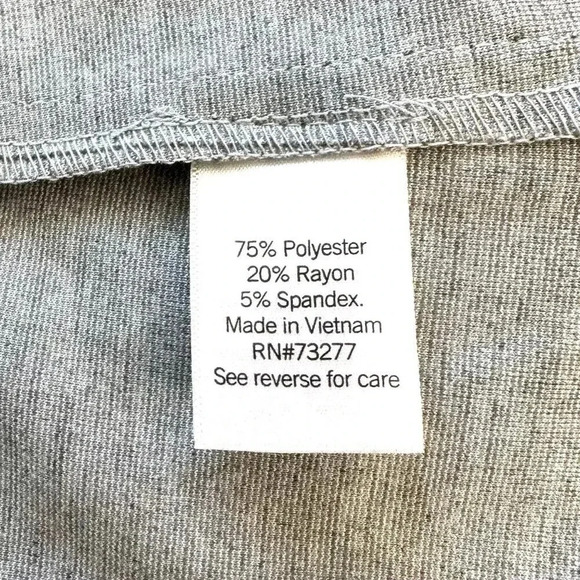 75% Polyester
20% Rayon
5% Spandex.
Made in Vietnam
RN#73277
See reverse for care